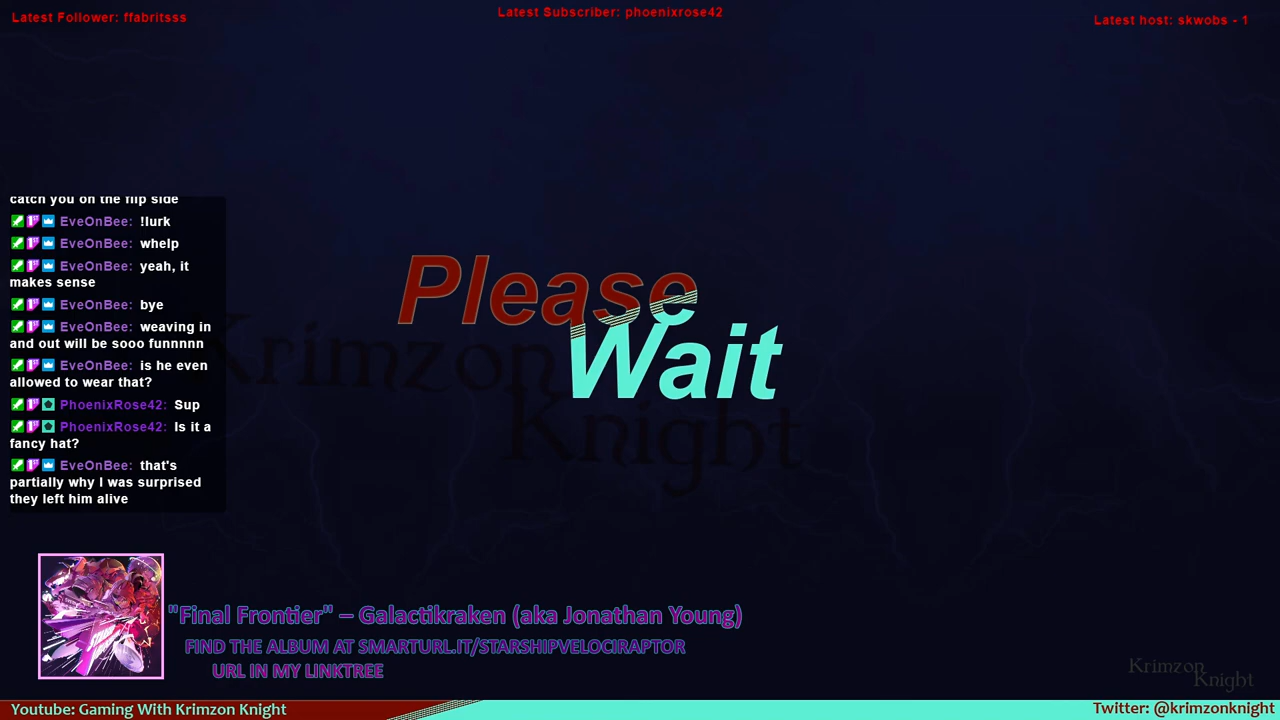 Latest Follower: ffabritsss
Latest Subscriber: phoenixrose42
Latest host: skwobs - 1
catch you on the flip side
EveOnBee: !lurk
EveOnBee: whelp
EveOnBee: yeah, it
makes sense
EveOnBee: bye
EveOnBee: weaving in
and out will be sooo funnnnn
EveOnBee: is he even
allowed to wear that?
PhoenixRose42: Sup
PhoenixRose42: Is it a
fancy hat?
EveOnBee: that's
partially why I was surprised
they left him alive
Please
Wait
Krimzon
Knight
"Final Frontier" – Galactikraken (aka Jonathan Young)
FIND THE ALBUM AT SMARTURL.IT/STARSHIPVELOCIRAPTOR
URL IN MY LINKTREE
Krimzon
Knight
Youtube: Gaming With Krimzon Knight
Twitter: @krimzonknight